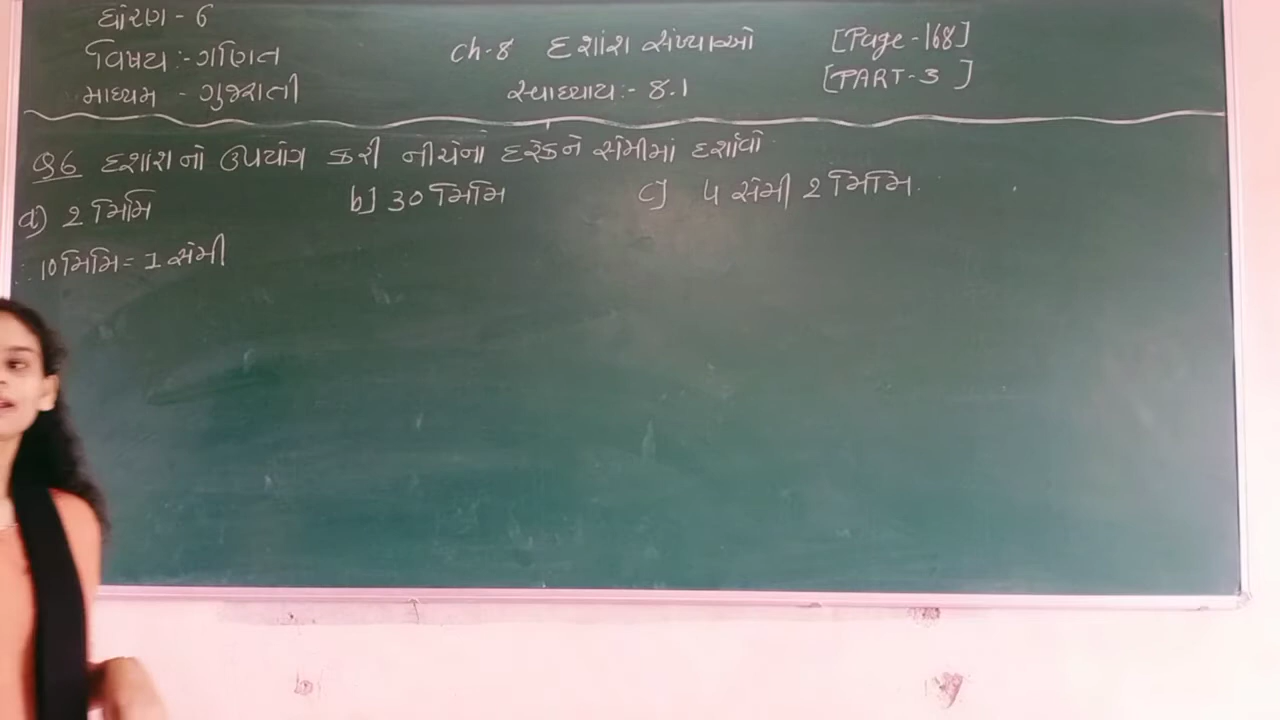 ધોરણ - 6
વિષય :- ગણિત
માધ્યમ - ગુજરાતી
Ch-8 દશાંશ સંખ્યાઓ
સ્વાધ્યાય :- 8.1
[Page-168]
[PART-3]
Q6 દશાંશનો ઉપયોગ કરી નીચેના દરેકને સેમીમાં દર્શાવો
a) 2 મિમિ b] 30 મિમિ c] 4 સેમી 2 મિમિ.
10 મિમિ = 1 સેમી